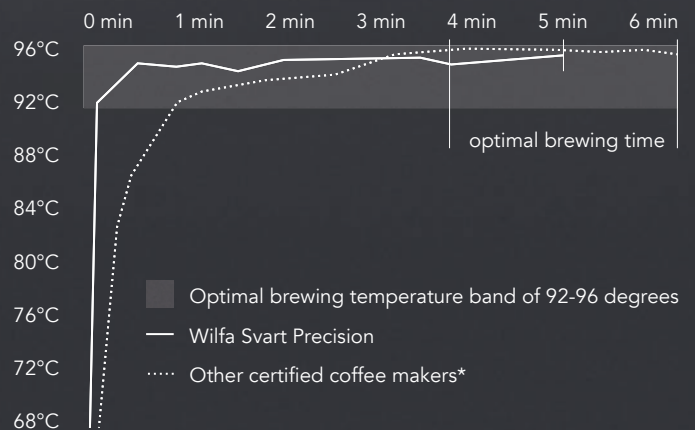 0 min 1 min 2 min 3 min 4 min 5 min 6 min
96°C
92°C
optimal brewing time
88°C
84°C
80°C
Optimal brewing temperature band of 92-96 degrees
76°C
Wilfa Svart Precision
72°C
Other certified coffee makers*
68°C